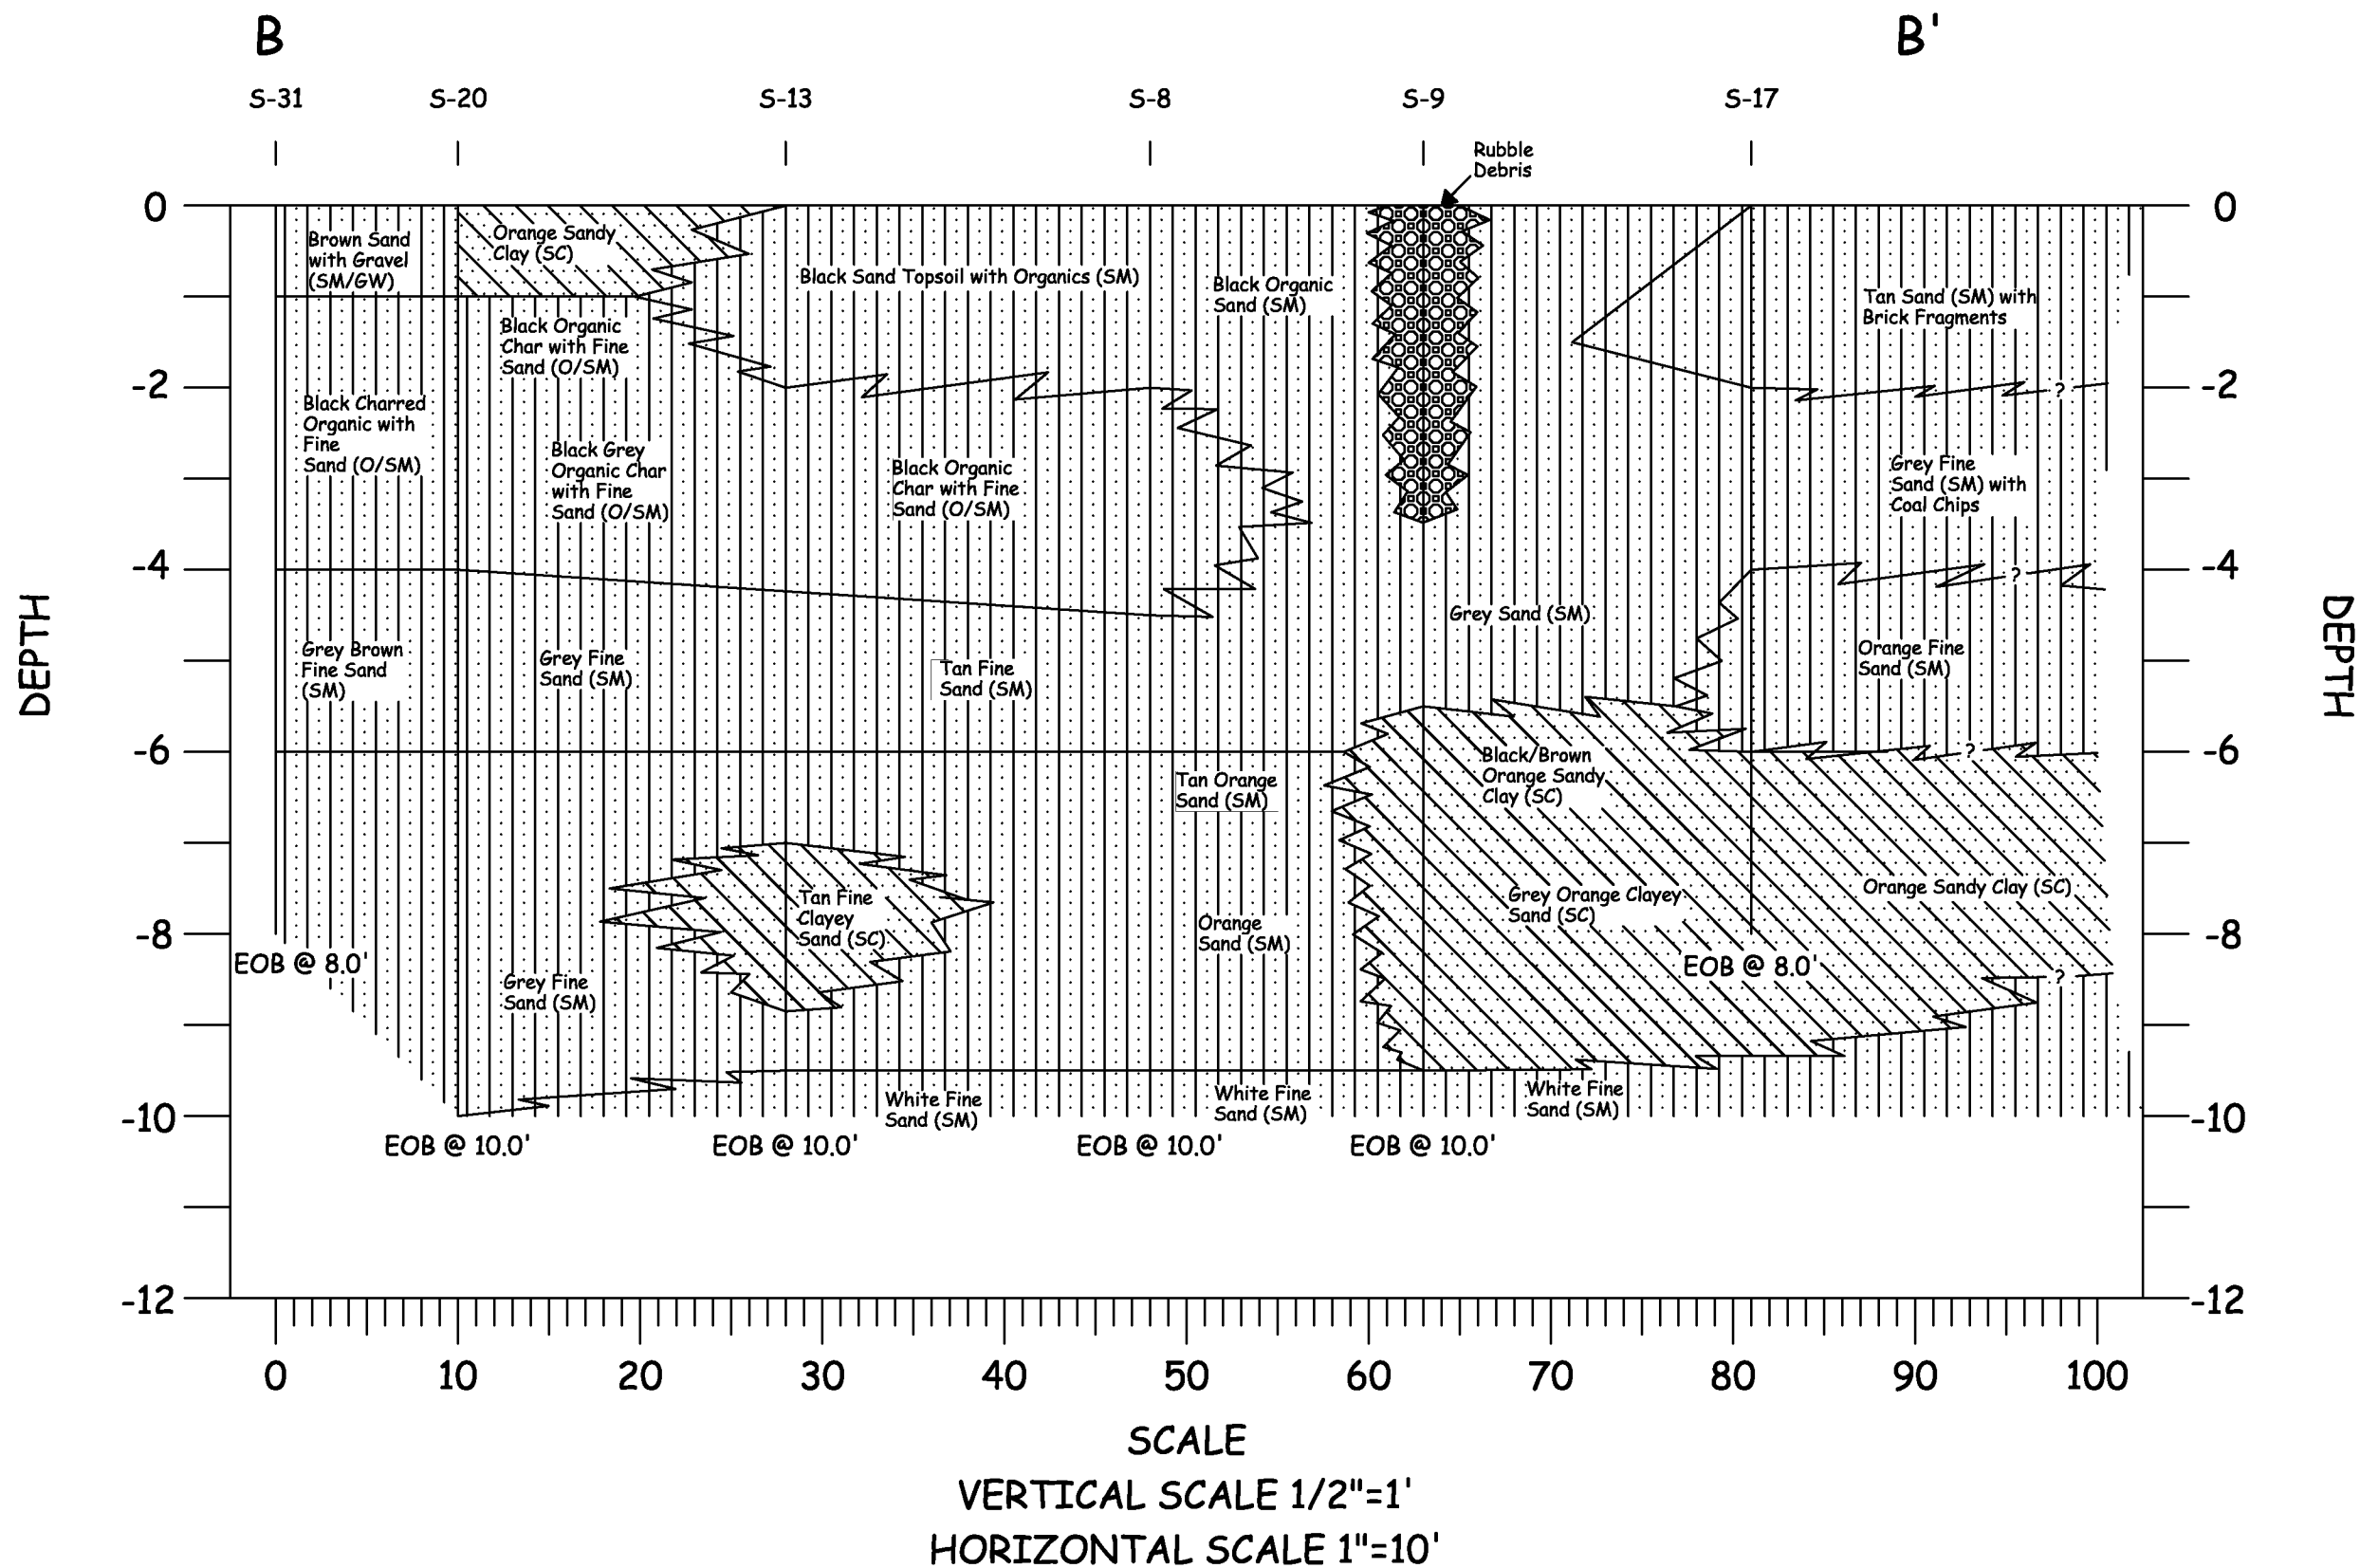 B
B'
S-31
S-20
S-13
S-8
S-9
S-17
Rubble
Debris
0
0
Brown Sand
with Gravel
(SM/GW)
Orange Sandy
Clay (SC)
Black Sand Topsoil with Organics (SM)
Black Organic
Sand (SM)
Tan Sand (SM) with
Brick Fragments
Black Organic
Char with Fine
Sand (O/SM)
-2
-2
?
Black Charred
Organic with
Fine
Sand (O/SM)
Black Grey
Organic Char
with Fine
Sand (O/SM)
Black Organic
Char with Fine
Sand (O/SM)
Grey Fine
Sand (SM) with
Coal Chips
-4
-4
?
DEPTH
DEPTH
Grey Brown
Fine Sand
(SM)
Grey Fine
Sand (SM)
Tan Fine
Sand (SM)
Grey Sand (SM)
Orange Fine
Sand (SM)
-6
-6
?
Tan Orange
Sand (SM)
Black/Brown
Orange Sandy
Clay (SC)
Tan Fine
Clayey
Sand (SC)
Orange
Sand (SM)
Grey Orange Clayey
Sand (SC)
Orange Sandy Clay (SC)
-8
-8
EOB @ 8.0'
EOB @ 8.0'
?
Grey Fine
Sand (SM)
White Fine
Sand (SM)
White Fine
Sand (SM)
White Fine
Sand (SM)
-10
-10
EOB @ 10.0'
EOB @ 10.0'
EOB @ 10.0'
EOB @ 10.0'
-12
-12
0 10 20 30 40 50 60 70 80 90 100
SCALE
VERTICAL SCALE 1/2"=1'
HORIZONTAL SCALE 1"=10'